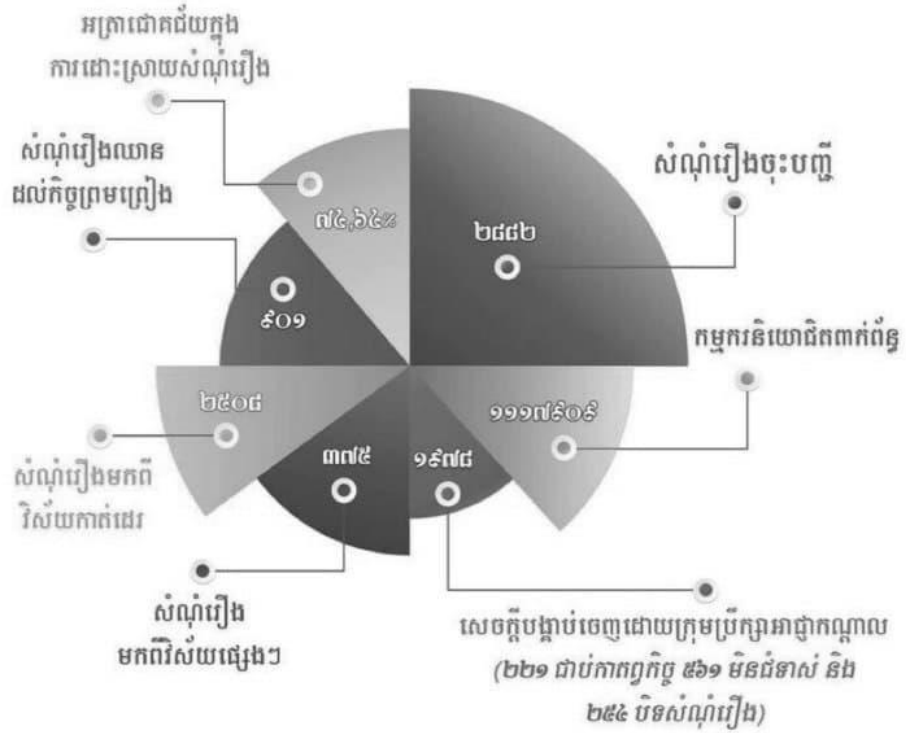 អត្រាជោគជ័យក្នុង
ការដោះស្រាយសំណុំរឿង
៧៤,៦៤%
សំណុំរឿងចុះបញ្ជី
២៨៨២
សំណុំរឿងឈាន
ដល់កិច្ចព្រមព្រៀង
៩០១
កម្មករនិយោជិតពាក់ព័ន្ធ
១១១៧៩០៩
២៥០៨
សំណុំរឿងមកពី
វិស័យកាត់ដេរ
៣៧៥
សំណុំរឿង
មកពីវិស័យផ្សេងៗ
១៩៧៨
សេចក្តីបង្គាប់ចេញដោយក្រុមប្រឹក្សាអាជ្ញាកណ្តាល
(២២១ ជាប់កាតព្វកិច្ច ៥៦១ មិនជំទាស់ និង
២៥៤ បិទសំណុំរឿង)